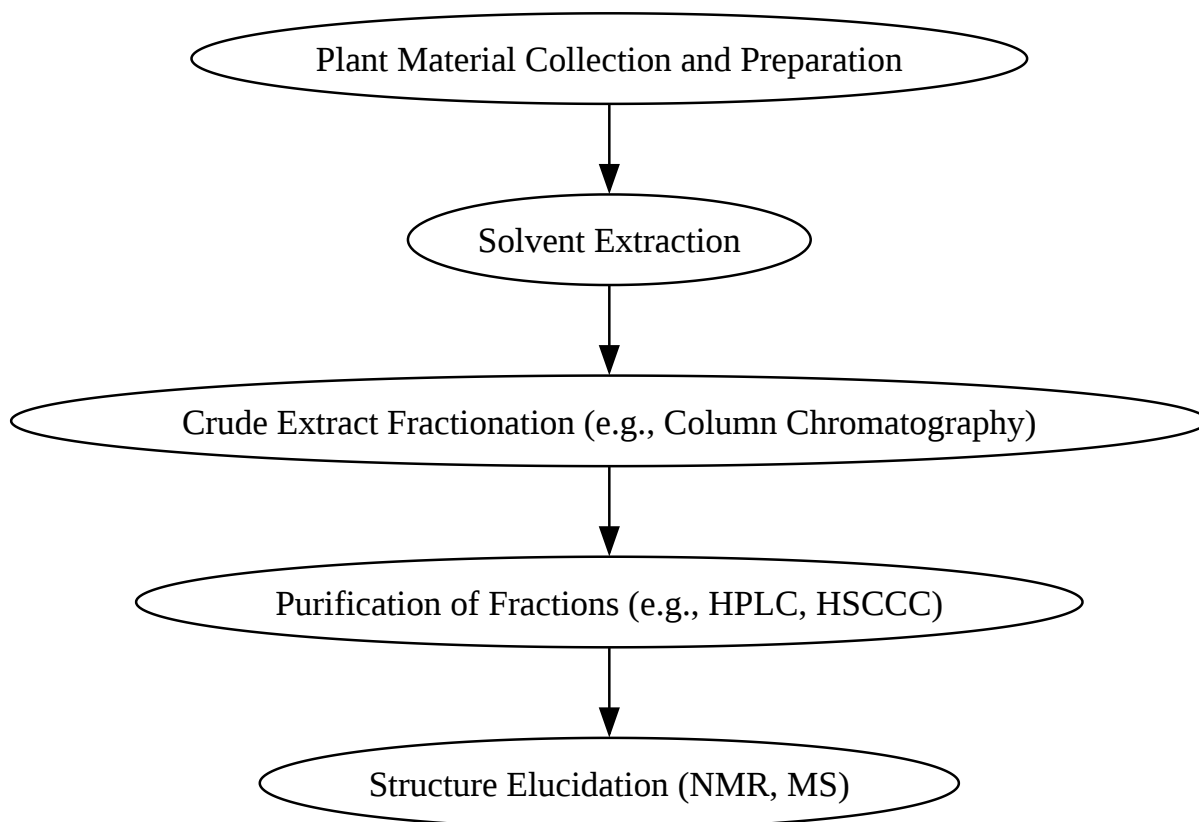 Plant Material Collection and Preparation
Solvent Extraction
Crude Extract Fractionation (e.g., Column Chromatography)
Purification of Fractions (e.g., HPLC, HSCCC)
Structure Elucidation (NMR, MS)